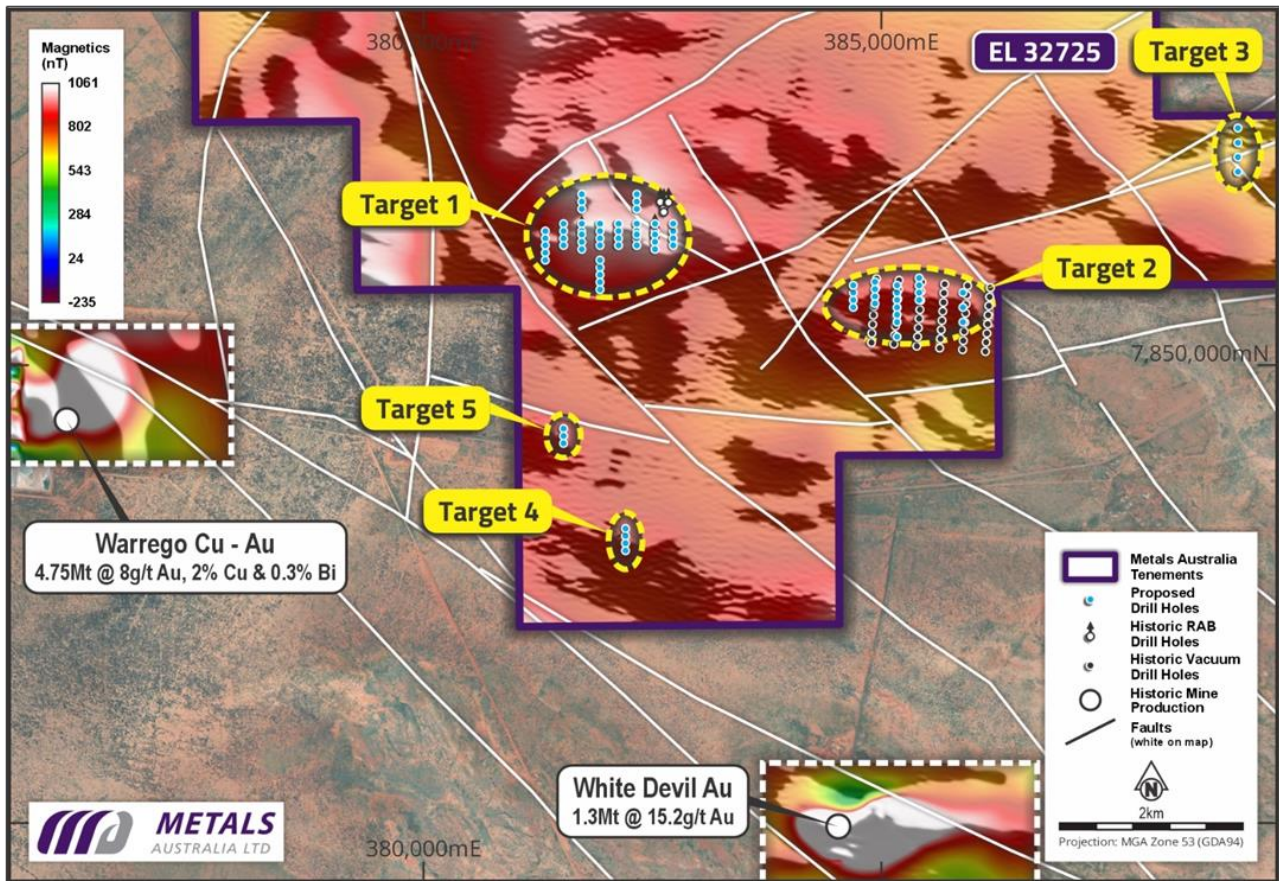 Magnetics
(nT)
1061
802
543
284
24
-235
385,000mE
EL 32725
Target 3
Target 1
Target 2
7,850,000mN
Target 5
Target 4
Warrego Cu - Au
4.75Mt @ 8g/t Au, 2% Cu & 0.3% Bi
White Devil Au
1.3Mt @ 15.2g/t Au
380,000mE
METALS
AUSTRALIA LTD
Metals Australia
Tenements
Proposed
Drill Holes
Historic RAB
Drill Holes
Historic Vacuum
Drill Holes
Historic Mine
Production
Faults
(white on map)
N
2km
Projection: MGA Zone 53 (GDA94)